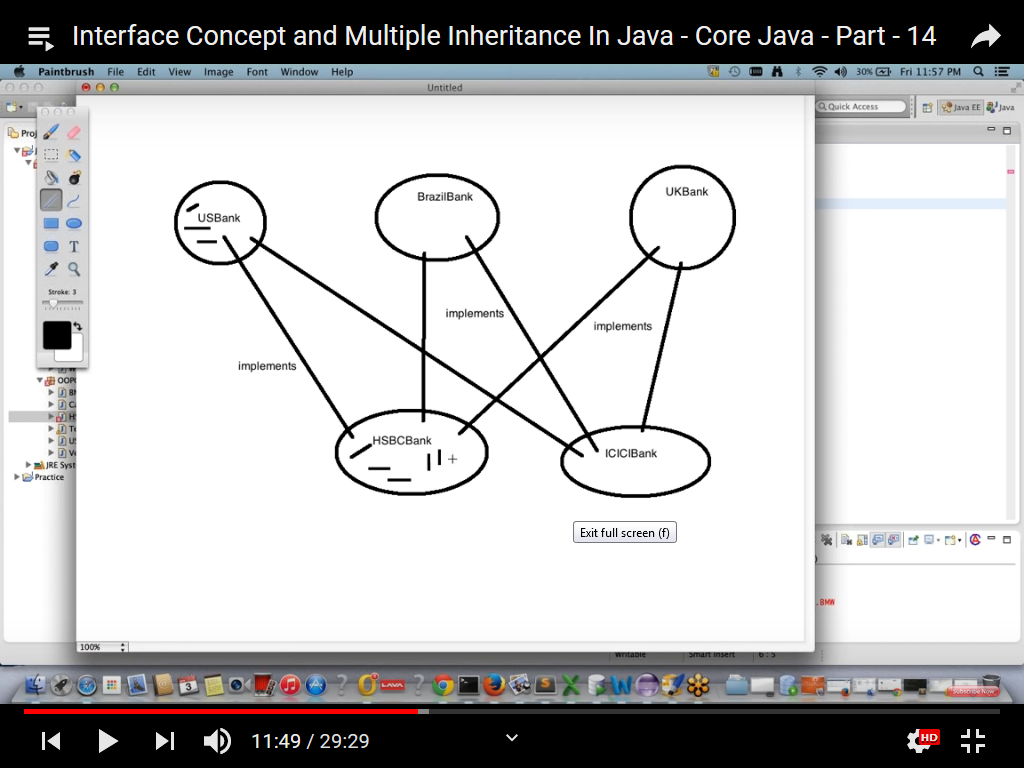 Interface Concept and Multiple Inheritance In Java - Core Java - Part - 14
Paintbrush File Edit View Image Font Window Help
30%
Fri 11:57 PM
Untitled
Quick Access
Java EE
Java
Proj
Stroke: 3
USBank
BrazilBank
UKBank
implements
implements
implements
HSBCBank
ICICIBank
OOP
JRE Syst
Practice
Exit full screen (f)
.BMW
100%
Writable
Smart Insert
6 : 5
3
Subscribe Now
11:49 / 29:29
HD